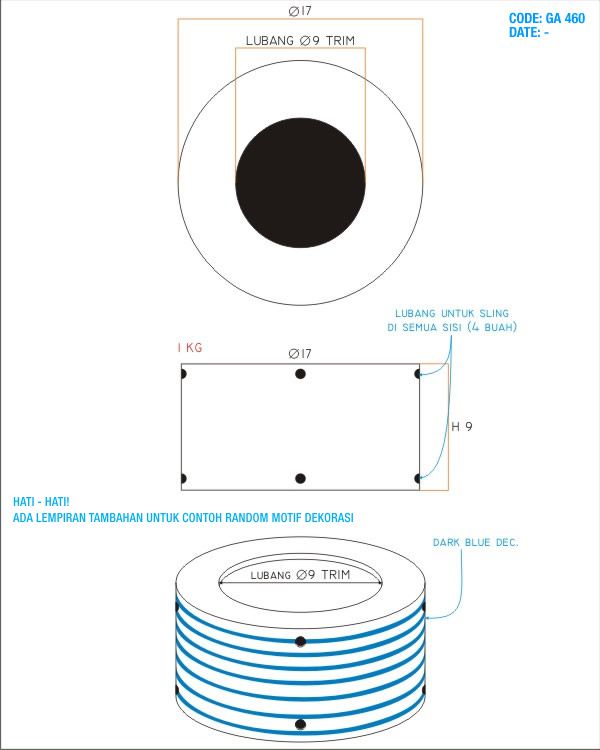 Ø17
CODE: GA 460
DATE: -
LUBANG Ø9 TRIM
LUBANG UNTUK SLING
DI SEMUA SISI (4 BUAH)
1 KG
Ø17
H 9
HATI - HATI!
ADA LEMPIRAN TAMBAHAN UNTUK CONTOH RANDOM MOTIF DEKORASI
DARK BLUE DEC.
LUBANG Ø9 TRIM